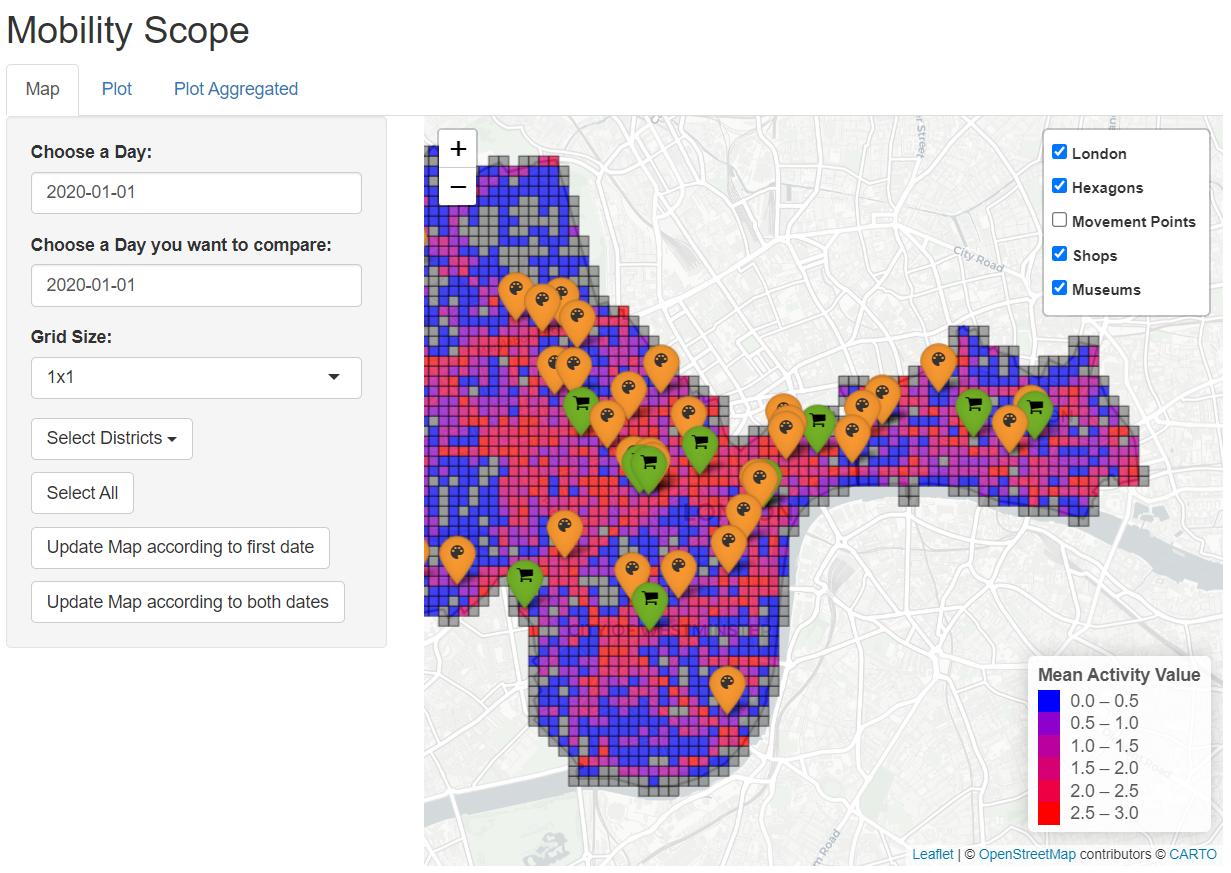 Mobility Scope
Map
Plot
Plot Aggregated
Choose a Day:
2020-01-01
Choose a Day you want to compare:
2020-01-01
Grid Size:
1x1
Select Districts
Select All
Update Map according to first date
Update Map according to both dates
+
−
London
Hexagons
Movement Points
Shops
Museums
City Road
Mean Activity Value
0.0 – 0.5
0.5 – 1.0
1.0 – 1.5
1.5 – 2.0
2.0 – 2.5
2.5 – 3.0
Leaflet | © OpenStreetMap contributors © CARTO